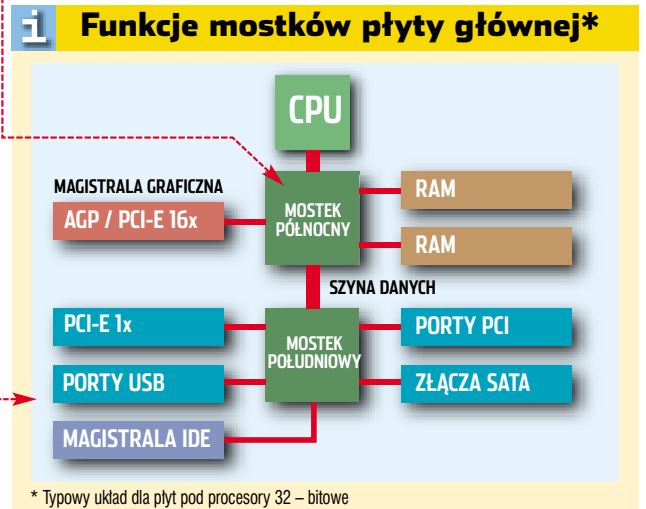 i Funkcje mostków płyty głównej*
CPU
MAGISTRALA GRAFICZNA
AGP / PCI-E 16x
MOSTEK
PÓŁNOCNY
RAM
RAM
SZYNA DANYCH
PCI-E 1x
PORTY USB
MAGISTRALA IDE
MOSTEK
POŁUDNIOWY
PORTY PCI
ZŁĄCZA SATA
* Typowy układ dla płyt pod procesory 32 – bitowe